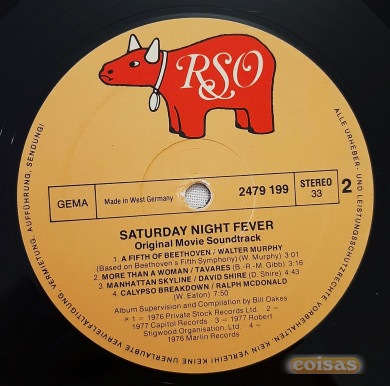 RSO
GEMA
Made in West Germany
2479 199
STEREO
33
2
SATURDAY NIGHT FEVER
Original Movie Soundtrack
1. A FIFTH OF BEETHOVEN / WALTER MURPHY
(Based on Beethoven's Fifth Symphony) (W. Murphy) 3:01
2. MORE THAN A WOMAN / TAVARES (B.-R.-M. Gibb) 3:16
3. MANHATTAN SKYLINE / DAVID SHIRE (D. Shire) 4:43
4. CALYPSO BREAKDOWN / RALPH McDONALD
(W. Eaton) 7:50
Album Supervision and Compilation by Bill Oakes
1 – 1976 Private Stock Records Ltd. 2 –
1977 Capitol Records 3 – 1977 Robert
Stigwood Organisation, Ltd. 4 –
1976 Marlin Records
ALLE URHEBER- UND LEISTUNGSSCHUTZRECHTE VORBEHALTEN·KEIN VERLEIH! KEINE UNERLAUBTE VERVIELFÄLTIGUNG, VERMIETUNG, AUFFÜHRUNG, SENDUNG!
coisas